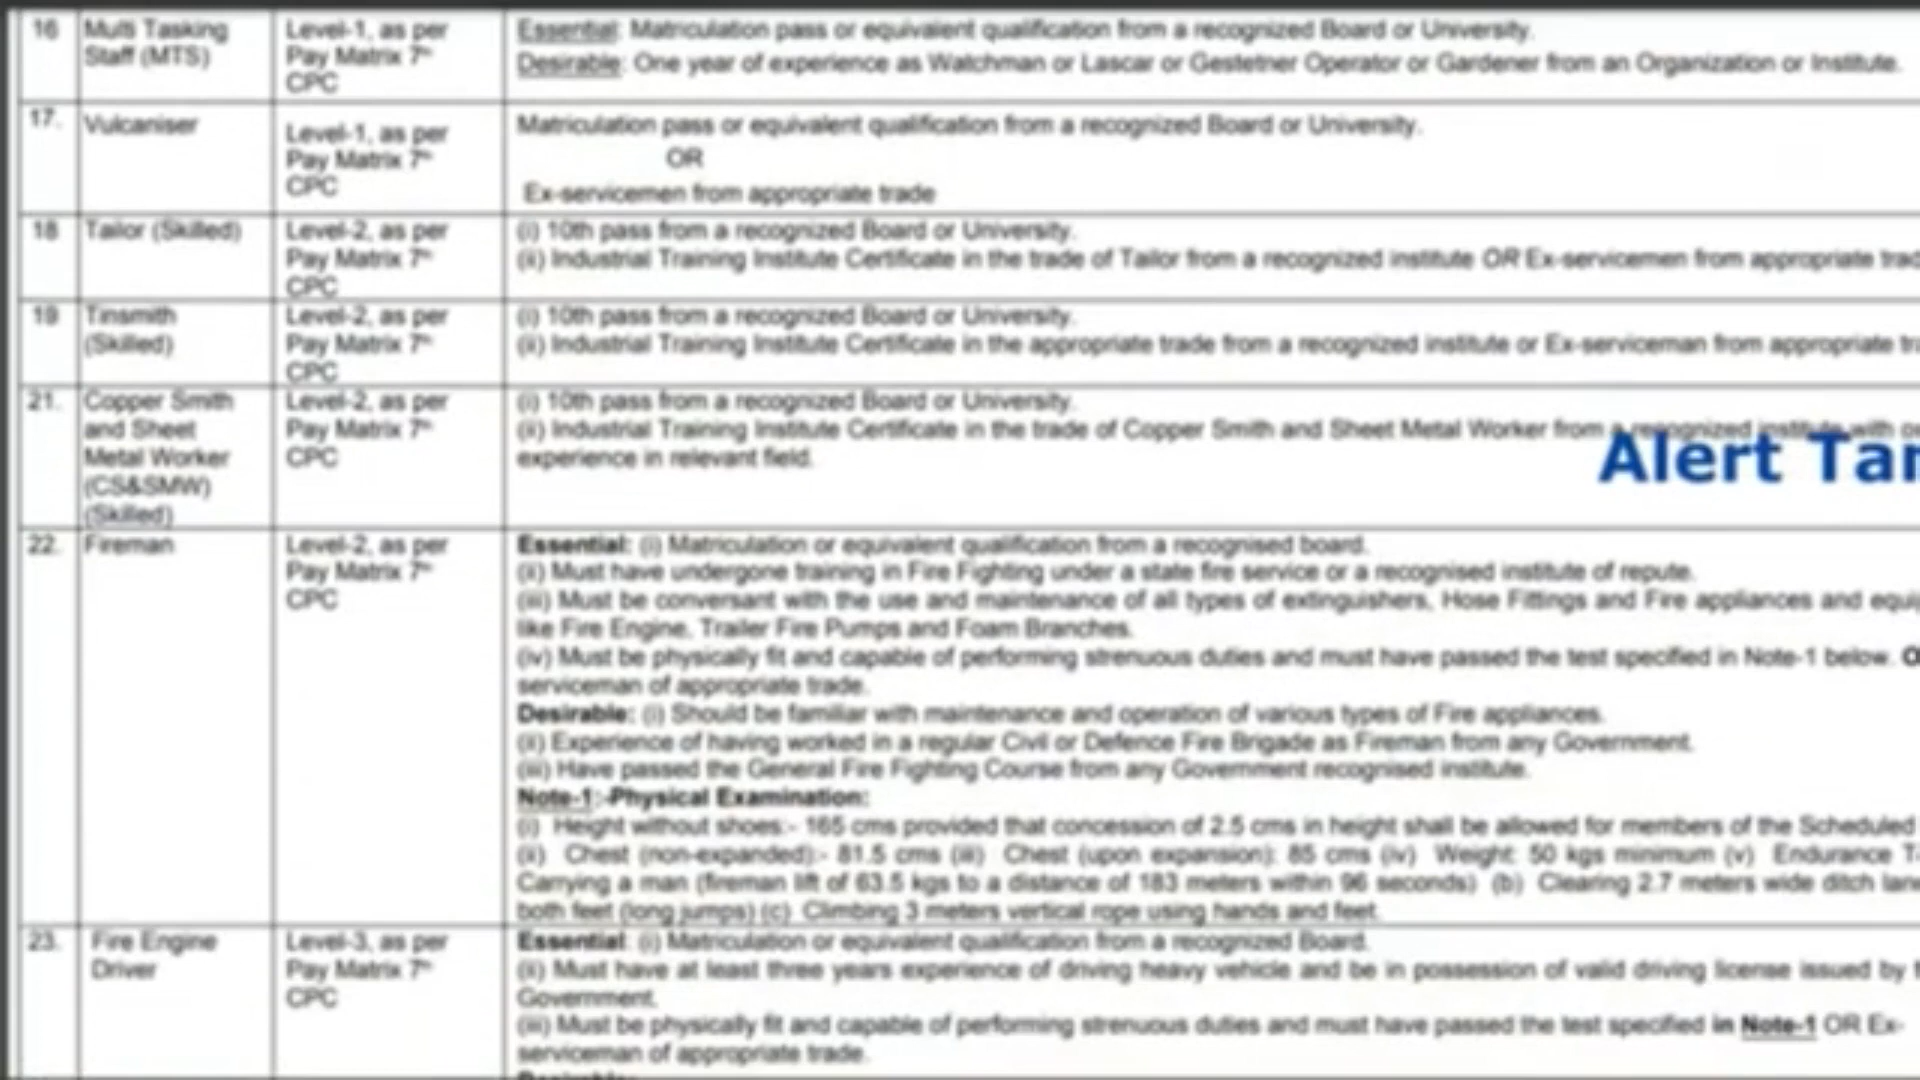 16 Multi Tasking Staff (MTS) Level-1, as per Pay Matrix 7th CPC
Essential: Matriculation pass or equivalent qualification from a recognized Board or University.
Desirable: One year of experience as Watchman or Lascar or Gestetner Operator or Gardener from an Organization or Institute.
17. Vulcaniser Level-1, as per Pay Matrix 7th CPC
Matriculation pass or equivalent qualification from a recognized Board or University.
OR
Ex-servicemen from appropriate trade
18 Tailor (Skilled) Level-2, as per Pay Matrix 7th CPC
(i) 10th pass from a recognized Board or University.
(ii) Industrial Training Institute Certificate in the trade of Tailor from a recognized institute OR Ex-servicemen from appropriate trad
19 Tinsmith (Skilled) Level-2, as per Pay Matrix 7th CPC
(i) 10th pass from a recognized Board or University.
(ii) Industrial Training Institute Certificate in the appropriate trade from a recognized institute or Ex-serviceman from appropriate tr
21. Copper Smith and Sheet Metal Worker (CS&SMW) (Skilled) Level-2, as per Pay Matrix 7th CPC
(i) 10th pass from a recognized Board or University.
(ii) Industrial Training Institute Certificate in the trade of Copper Smith and Sheet Metal Worker from a recognized institute with
experience in relevant field.
Alert Tar
22. Fireman Level-2, as per Pay Matrix 7th CPC
Essential: (i) Matriculation or equivalent qualification from a recognised board.
(ii) Must have undergone training in Fire Fighting under a state fire service or a recognised institute of repute.
(iii) Must be conversant with the use and maintenance of all types of extinguishers, Hose Fittings and Fire appliances and equi
like Fire Engine, Trailer Fire Pumps and Foam Branches.
(iv) Must be physically fit and capable of performing strenuous duties and must have passed the test specified in Note-1 below. O
serviceman of appropriate trade.
Desirable: (i) Should be familiar with maintenance and operation of various types of Fire appliances.
(ii) Experience of having worked in a regular Civil or Defence Fire Brigade as Fireman from any Government.
(iii) Have passed the General Fire Fighting Course from any Government recognised institute.
Note-1:-Physical Examination:
(i) Height without shoes:- 165 cms provided that concession of 2.5 cms in height shall be allowed for members of the Scheduled
(ii) Chest (non-expanded):- 81.5 cms (iii) Chest (upon expansion): 85 cms (iv) Weight: 50 kgs minimum (v) Endurance T
Carrying a man (fireman lift of 63.5 kgs to a distance of 183 meters within 96 seconds) (b) Clearing 2.7 meters wide ditch lan
both feet (long jumps) (c) Climbing 3 meters vertical rope using hands and feet.
23. Fire Engine Driver Level-3, as per Pay Matrix 7th CPC
Essential: (i) Matriculation or equivalent qualification from a recognized Board.
(ii) Must have at least three years experience of driving heavy vehicle and be in possession of valid driving license issued by t
Government.
(iii) Must be physically fit and capable of performing strenuous duties and must have passed the test specified in Note-1 OR Ex-
serviceman of appropriate trade.
Desirable: